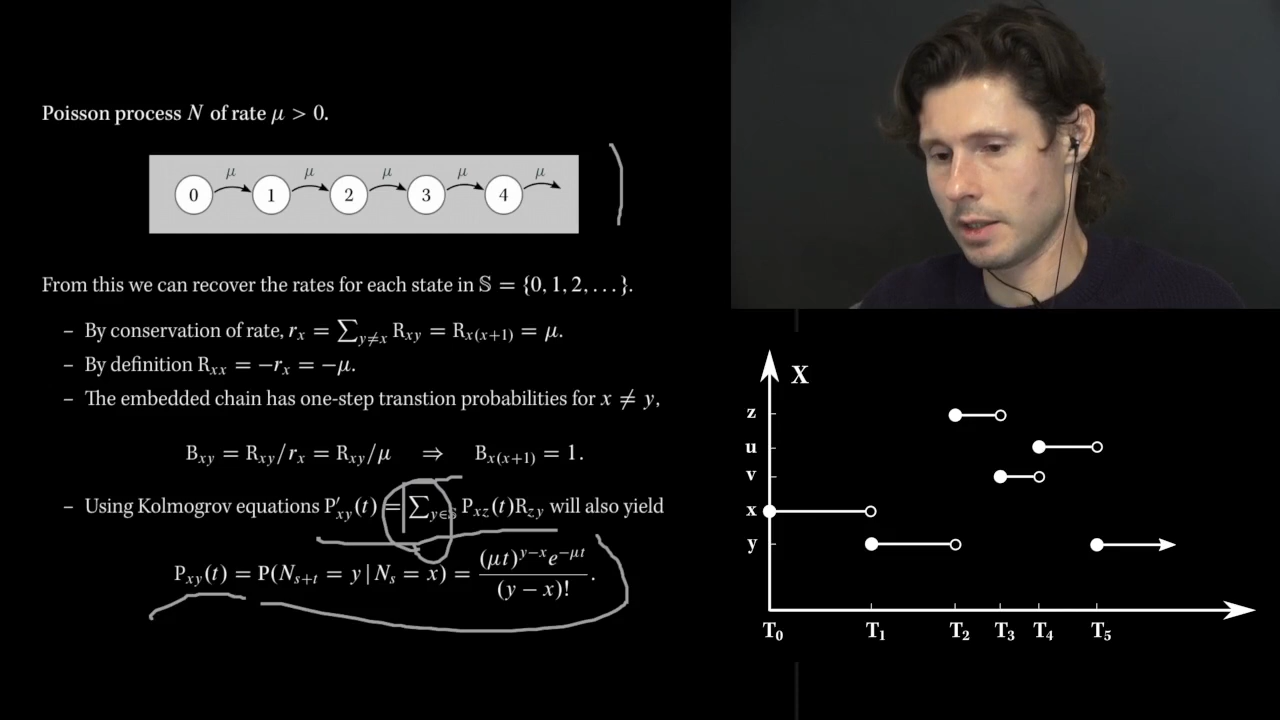 Poisson process N of rate μ > 0.
μ μ μ μ μ
0 1 2 3 4
From this we can recover the rates for each state in 𝕊 = {0, 1, 2, . . .}.
– By conservation of rate, r_x = ∑_{y≠x} R_{xy} = R_{x(x+1)} = μ.
– By definition R_{xx} = −r_x = −μ.
– The embedded chain has one-step transtion probabilities for x ≠ y,
B_{xy} = R_{xy}/r_x = R_{xy}/μ ⇒ B_{x(x+1)} = 1.
– Using Kolmogrov equations P′_{xy}(t) = ∑_{y∈𝕊} P_{xz}(t)R_{zy} will also yield
P_{xy}(t) = P(N_{s+t} = y | N_s = x) = (μt)^{y−x} e^{−μt} / (y − x)! .
X
z
u
v
x
y
T₀ T₁ T₂ T₃ T₄ T₅